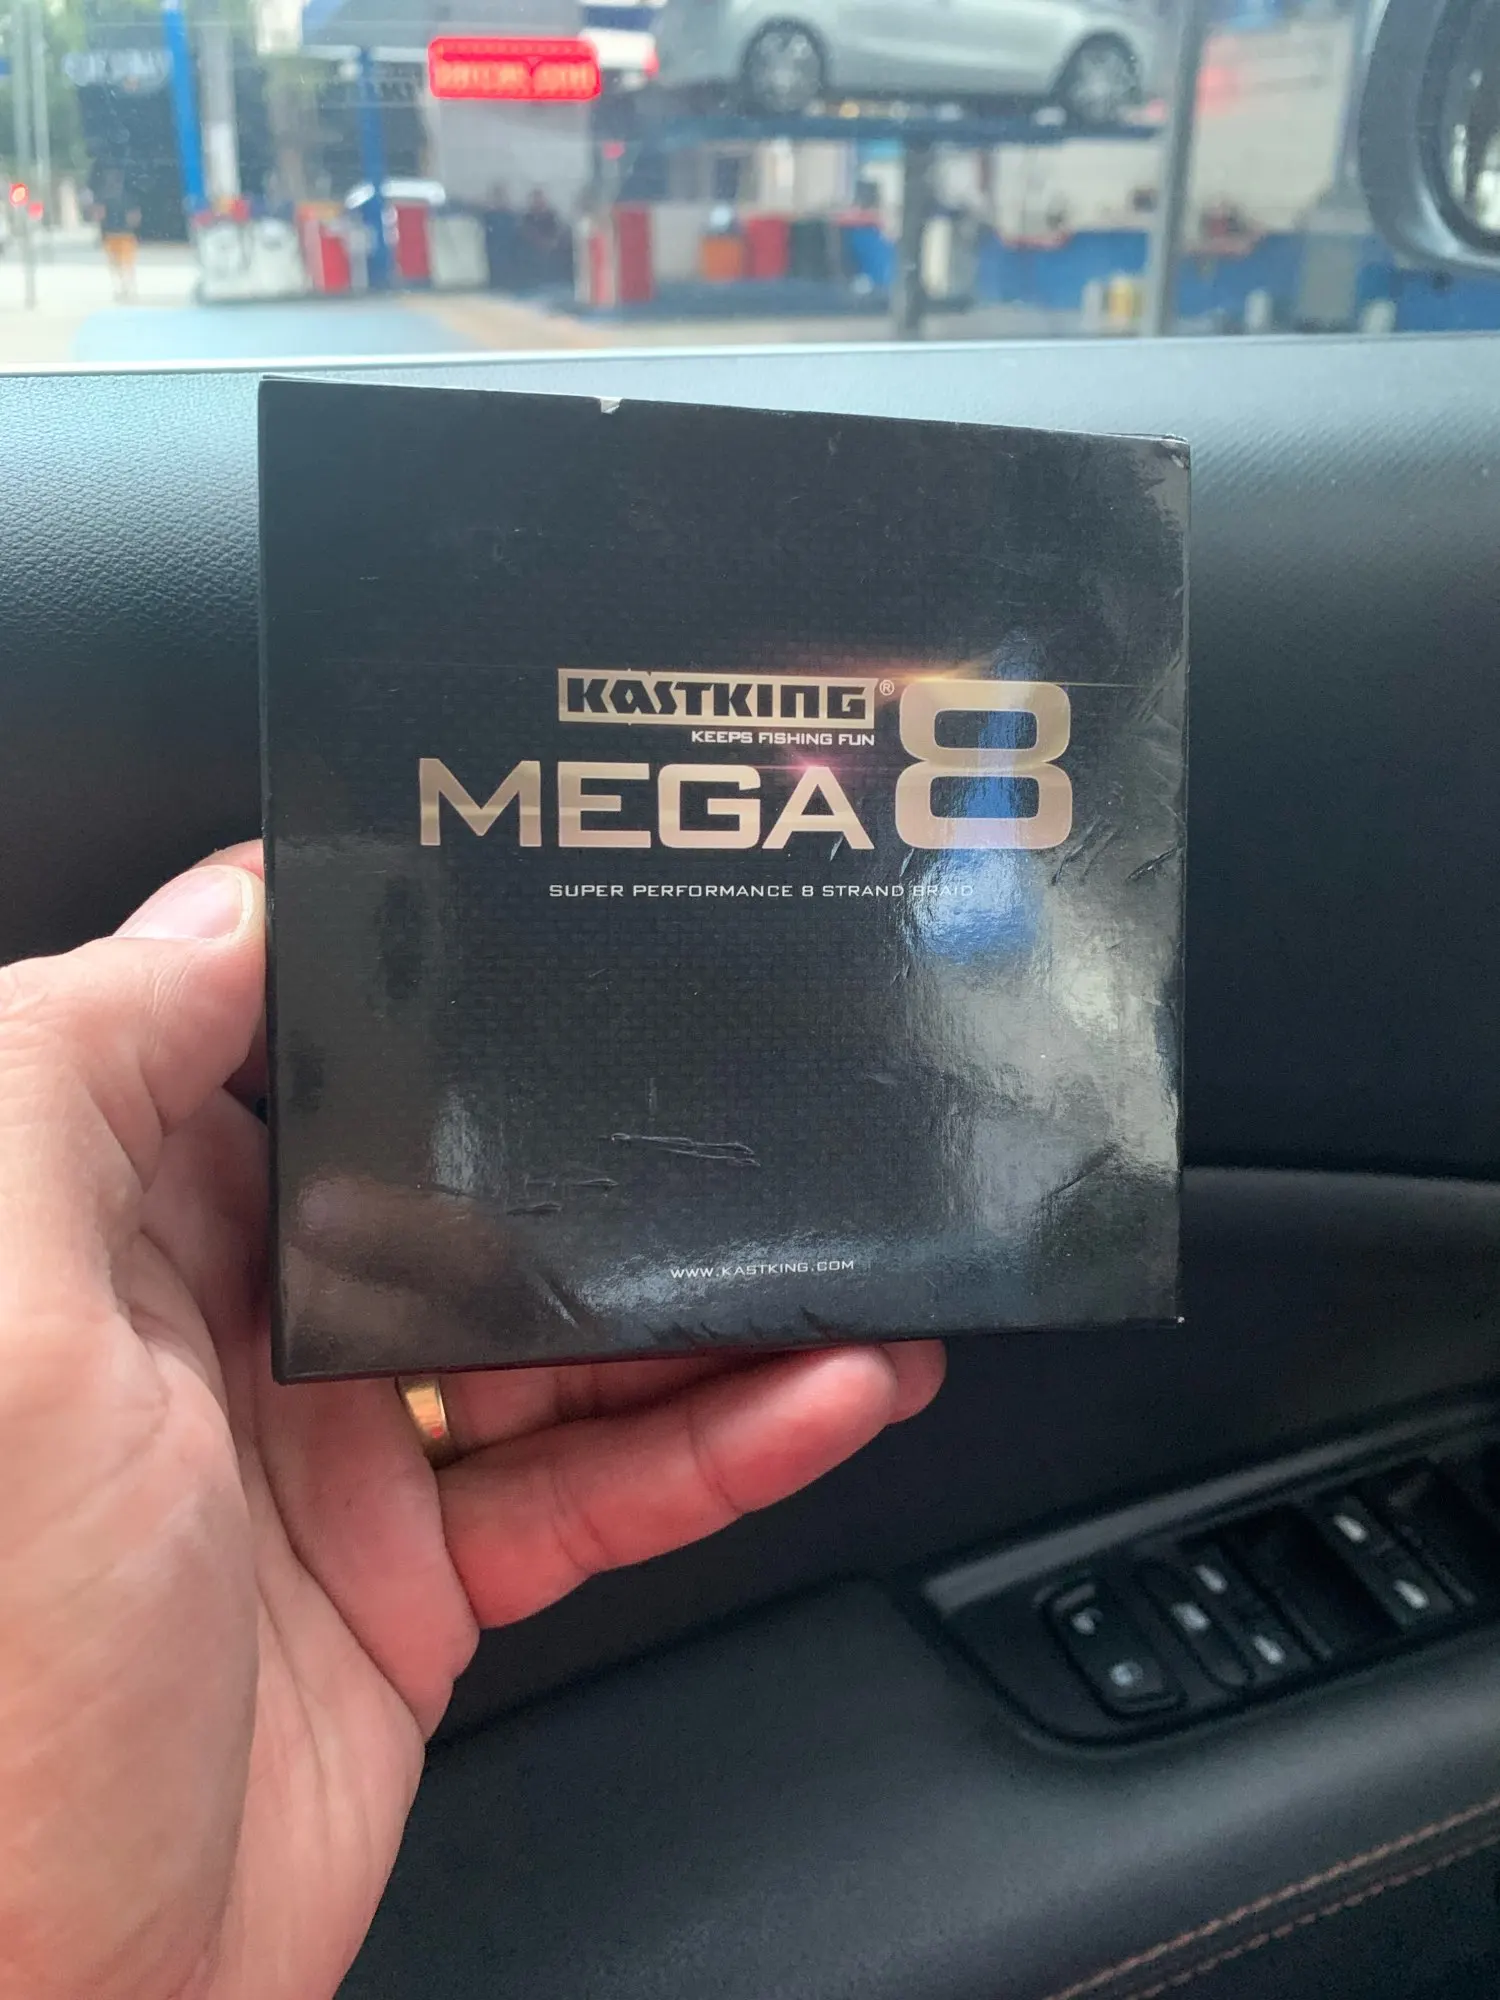 KASTKING®
KEEPS FISHING FUN
MEGA 8
SUPER PERFORMANCE 8 STRAND BRAID
WWW.KASTKING.COM